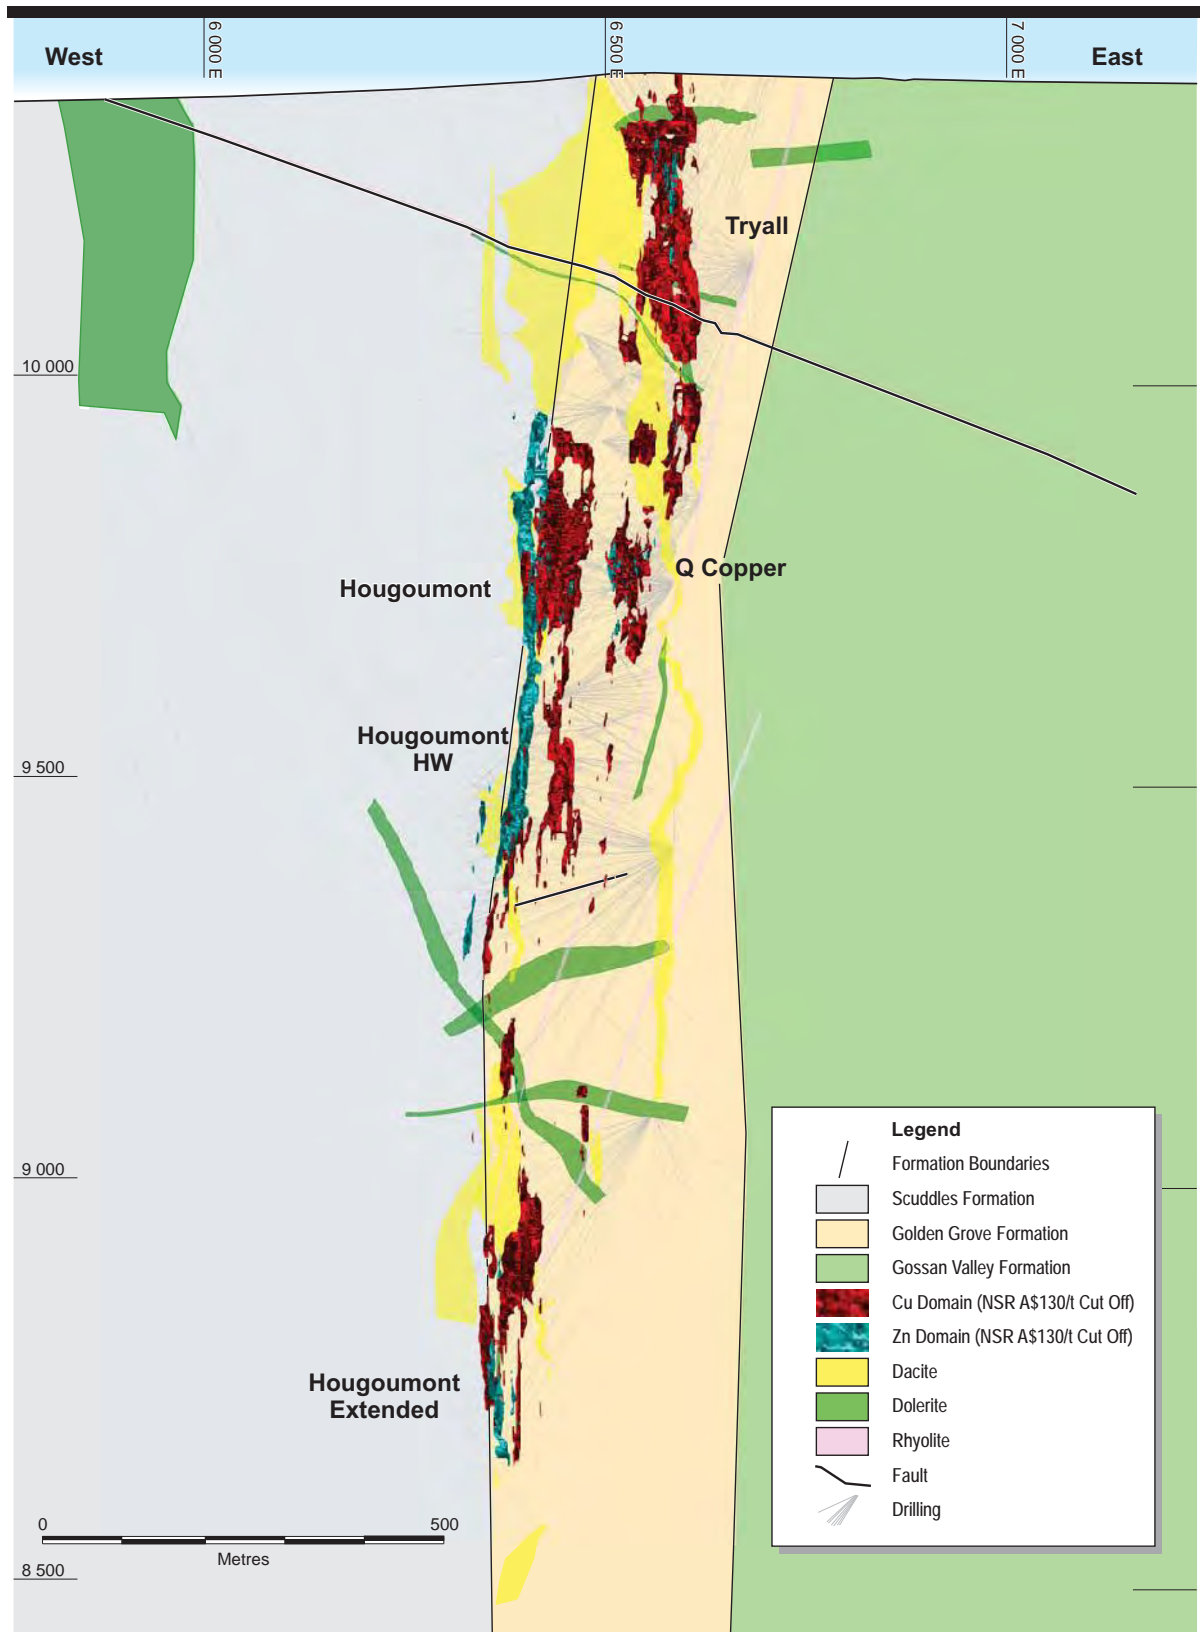 6 000 E
6 500 E
7 000 E
West
East
Tryall
10 000
Q Copper
Hougoumont
Hougoumont
HW
9 500
9 000
Hougoumont
Extended
Legend
Formation Boundaries
Scuddles Formation
Golden Grove Formation
Gossan Valley Formation
Cu Domain (NSR A$130/t Cut Off)
Zn Domain (NSR A$130/t Cut Off)
Dacite
Dolerite
Rhyolite
Fault
Drilling
0 500
Metres
8 500